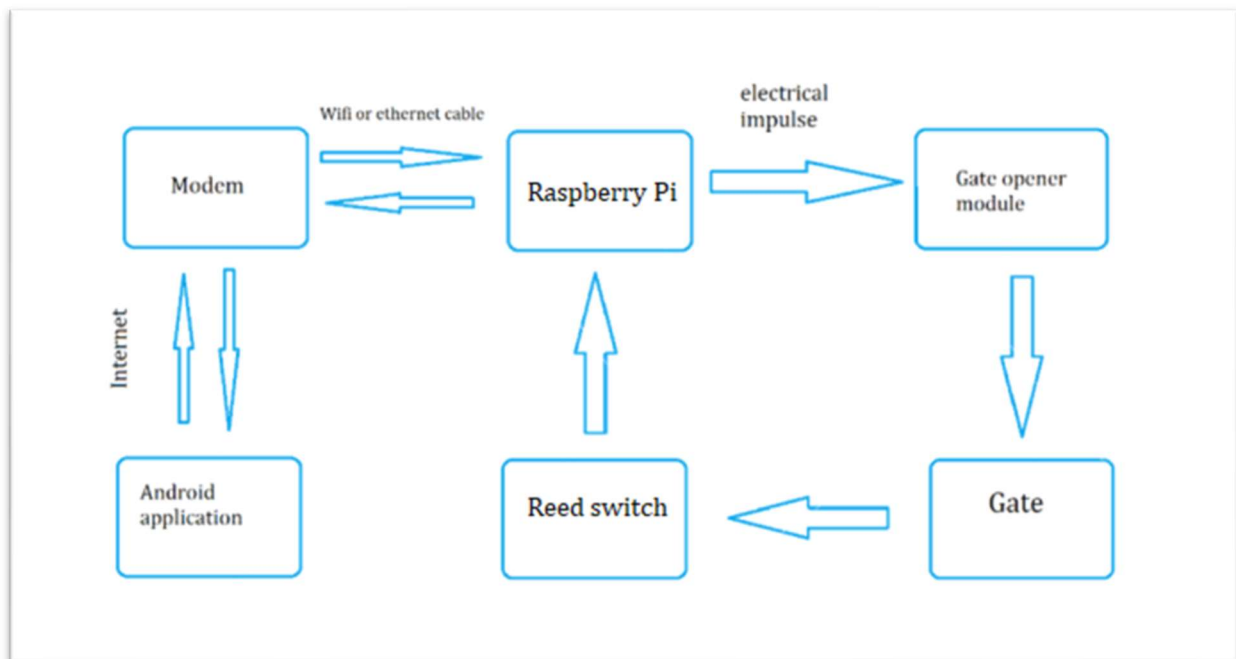 Wifi or ethernet cable
electrical
impulse
Modem
Raspberry Pi
Gate opener
module
Internet
Android
application
Reed switch
Gate